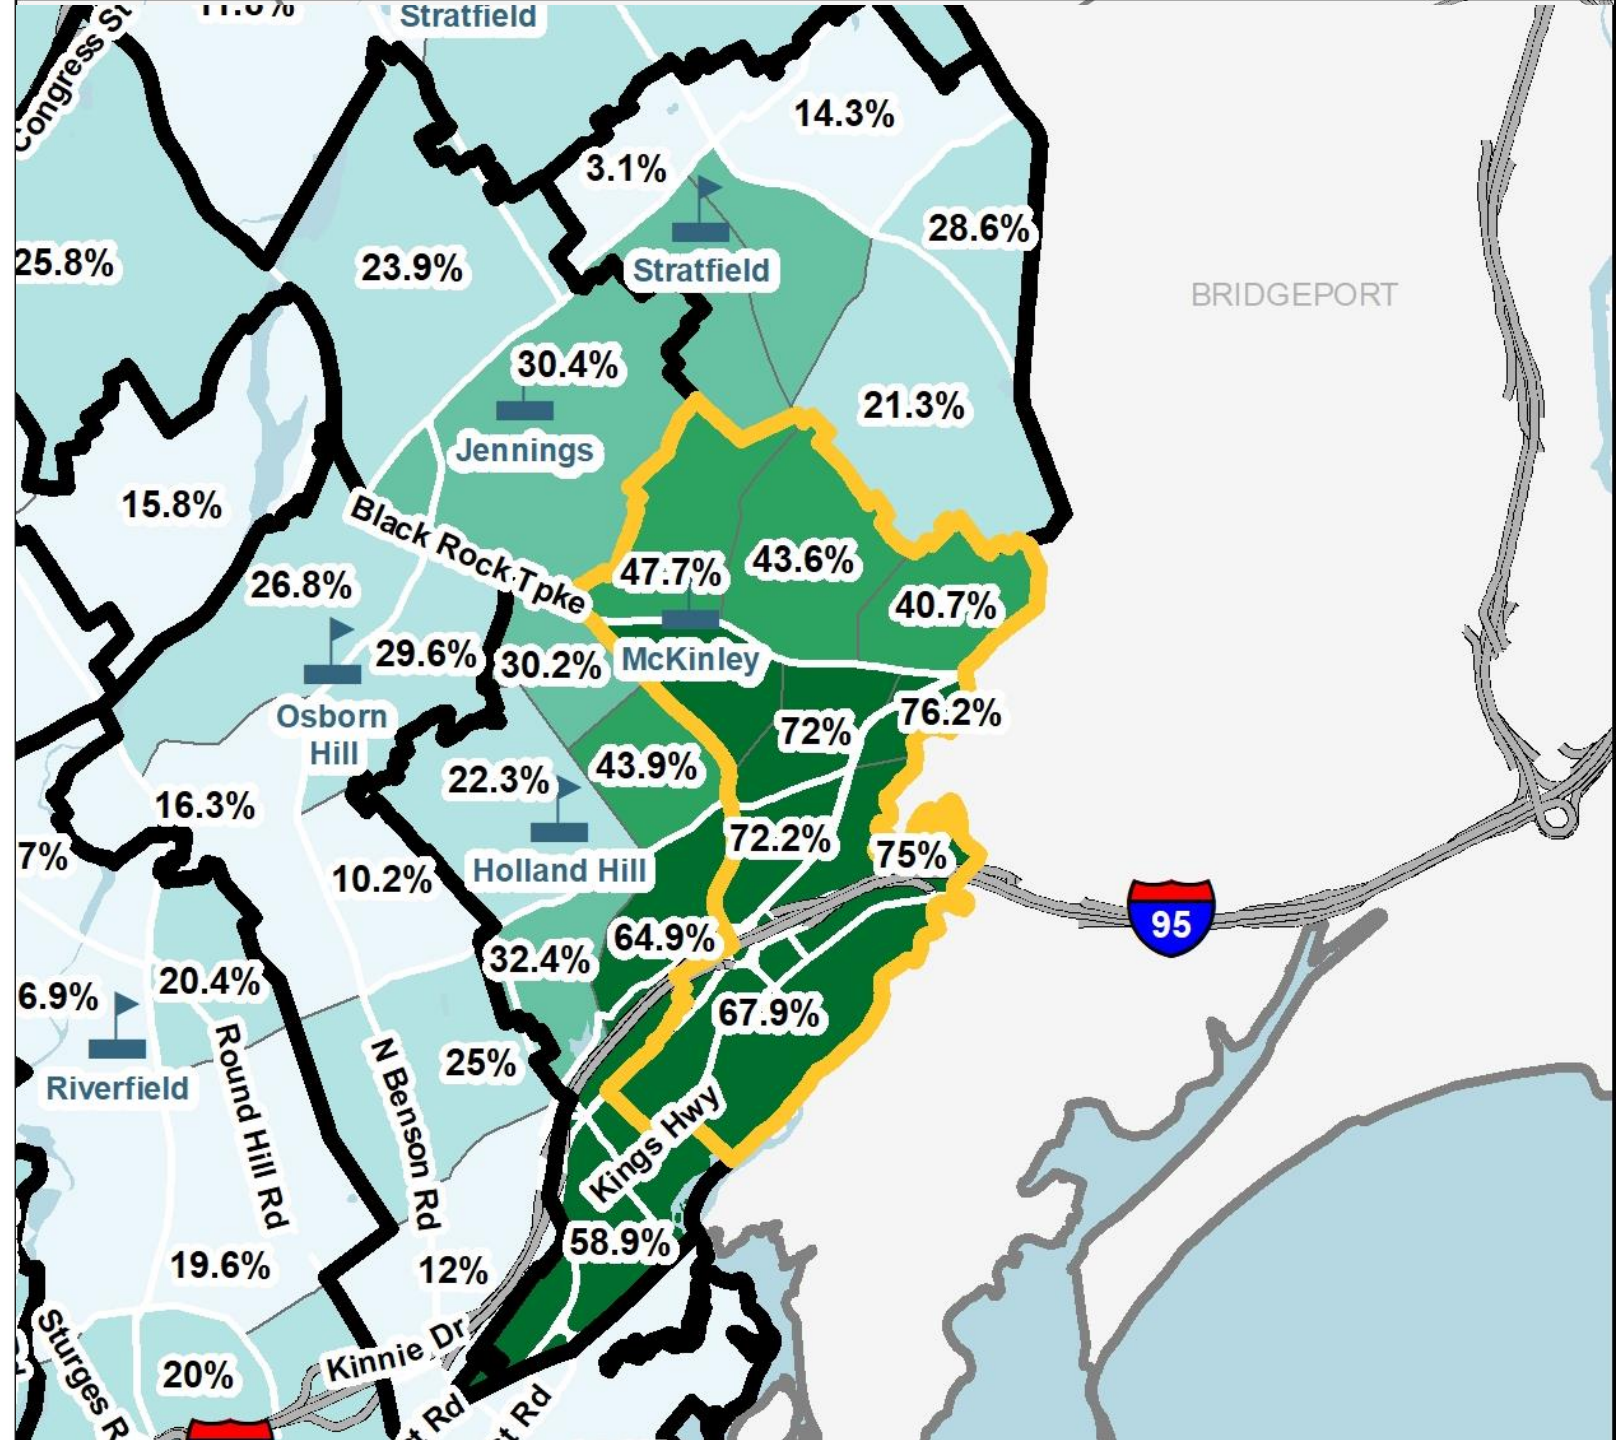 Stratfield
Congress St
14.3%
3.1%
28.6%
25.8%
23.9%
Stratfield
BRIDGEPORT
30.4%
21.3%
Jennings
15.8%
Black Rock Tpke
47.7%
43.6%
26.8%
40.7%
29.6%
30.2%
McKinley
Osborn
Hill
72%
76.2%
22.3%
43.9%
16.3%
72.2%
7%
75%
10.2%
Holland Hill
95
64.9%
32.4%
20.4%
6.9%
67.9%
25%
Riverfield
Round Hill Rd
N Benson Rd
Kings Hwy
58.9%
19.6%
12%
Kinnie Dr
Sturges R
20%
t Rd
t Rd